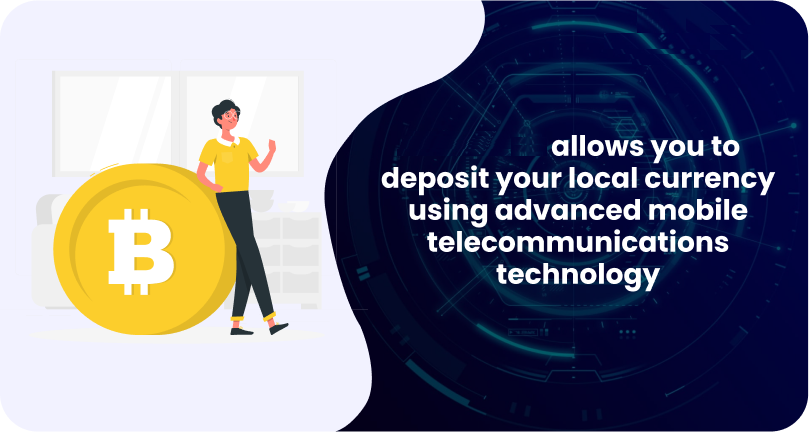 allows you to
deposit your local currency
using advanced mobile
telecommunications
technology